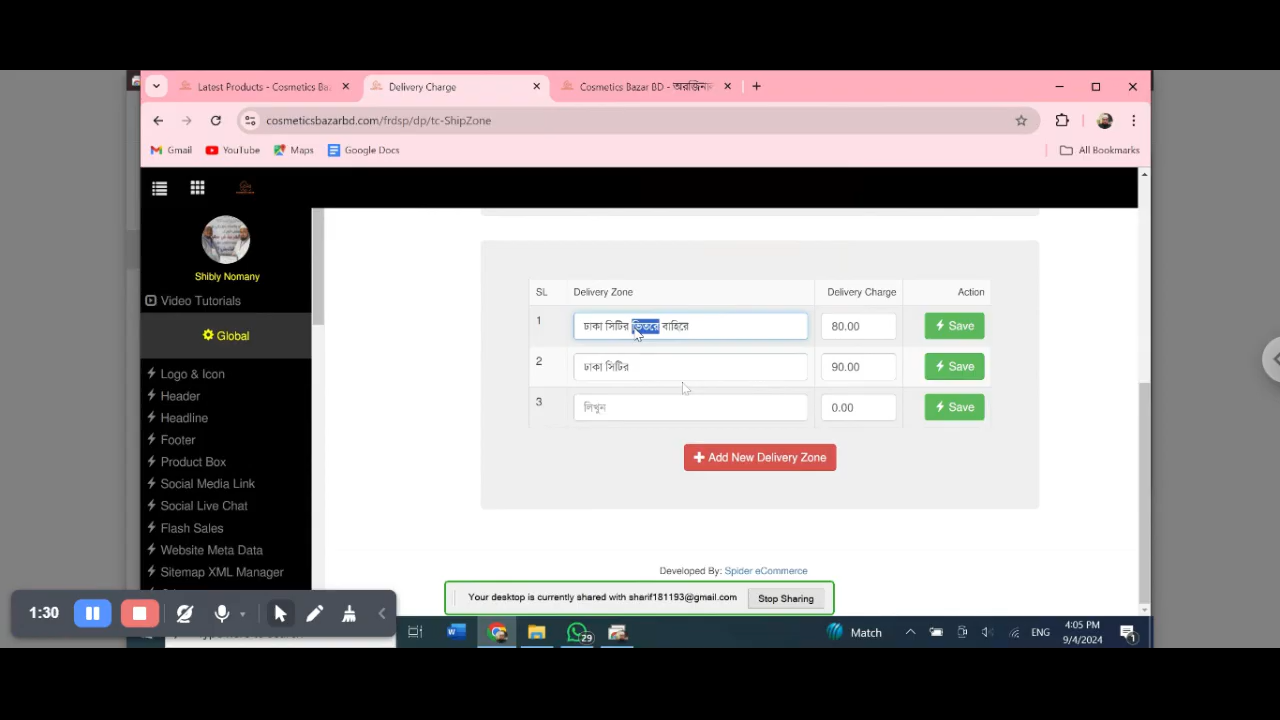 Latest Products - Cosmetics Ba
Delivery Charge
Cosmetics Bazar BD - অরজিনাল
cosmeticsbazarbd.com/frdsp/dp/tc-ShipZone
Gmail YouTube Maps Google Docs All Bookmarks
Shibly Nomany
Video Tutorials
Global
Logo & Icon
Header
Headline
Footer
Product Box
Social Media Link
Social Live Chat
Flash Sales
Website Meta Data
Sitemap XML Manager
SL Delivery Zone Delivery Charge Action
1 ঢাকা সিটির ভিতরে বাহিরে 80.00 Save
2 ঢাকা সিটির 90.00 Save
3 লিখুন 0.00 Save
Add New Delivery Zone
Developed By: Spider eCommerce
Your desktop is currently shared with sharif181193@gmail.com Stop Sharing
1:30
29
Match
ENG
4:05 PM
9/4/2024
1